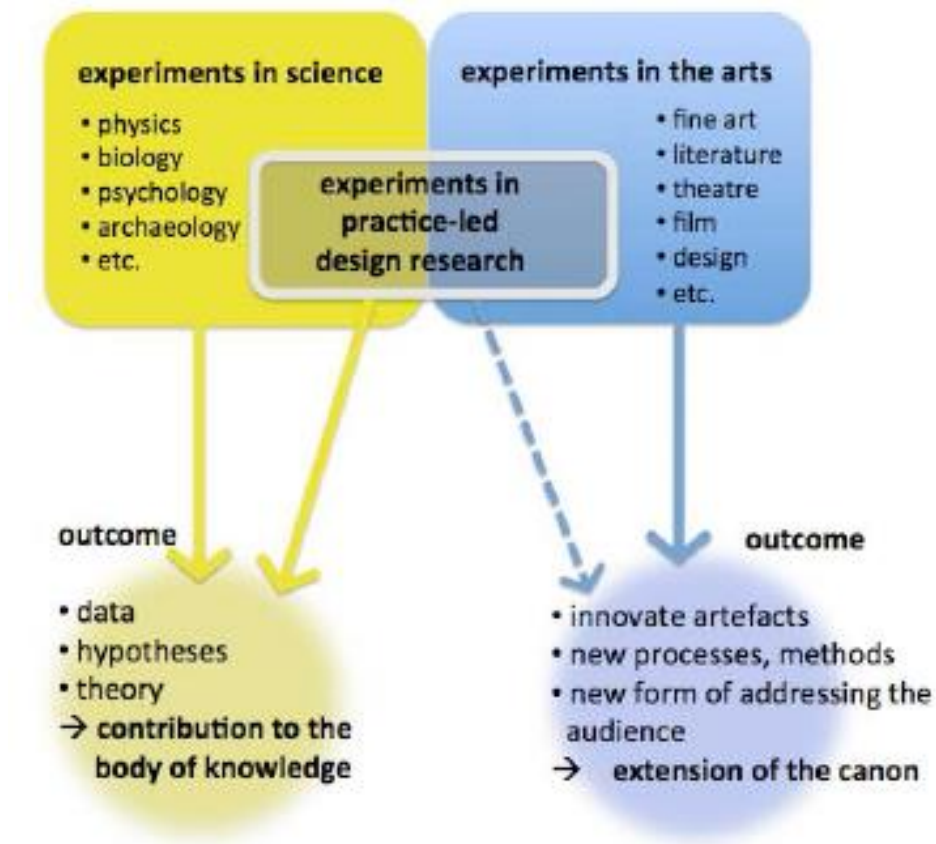 experiments in science
• physics
• biology
• psychology
• archaeology
• etc.
experiments in the arts
• fine art
• literature
• theatre
• film
• design
• etc.
experiments in
practice-led
design research
outcome
• data
• hypotheses
• theory
→ contribution to the
body of knowledge
outcome
• innovate artefacts
• new processes, methods
• new form of addressing the
audience
→ extension of the canon